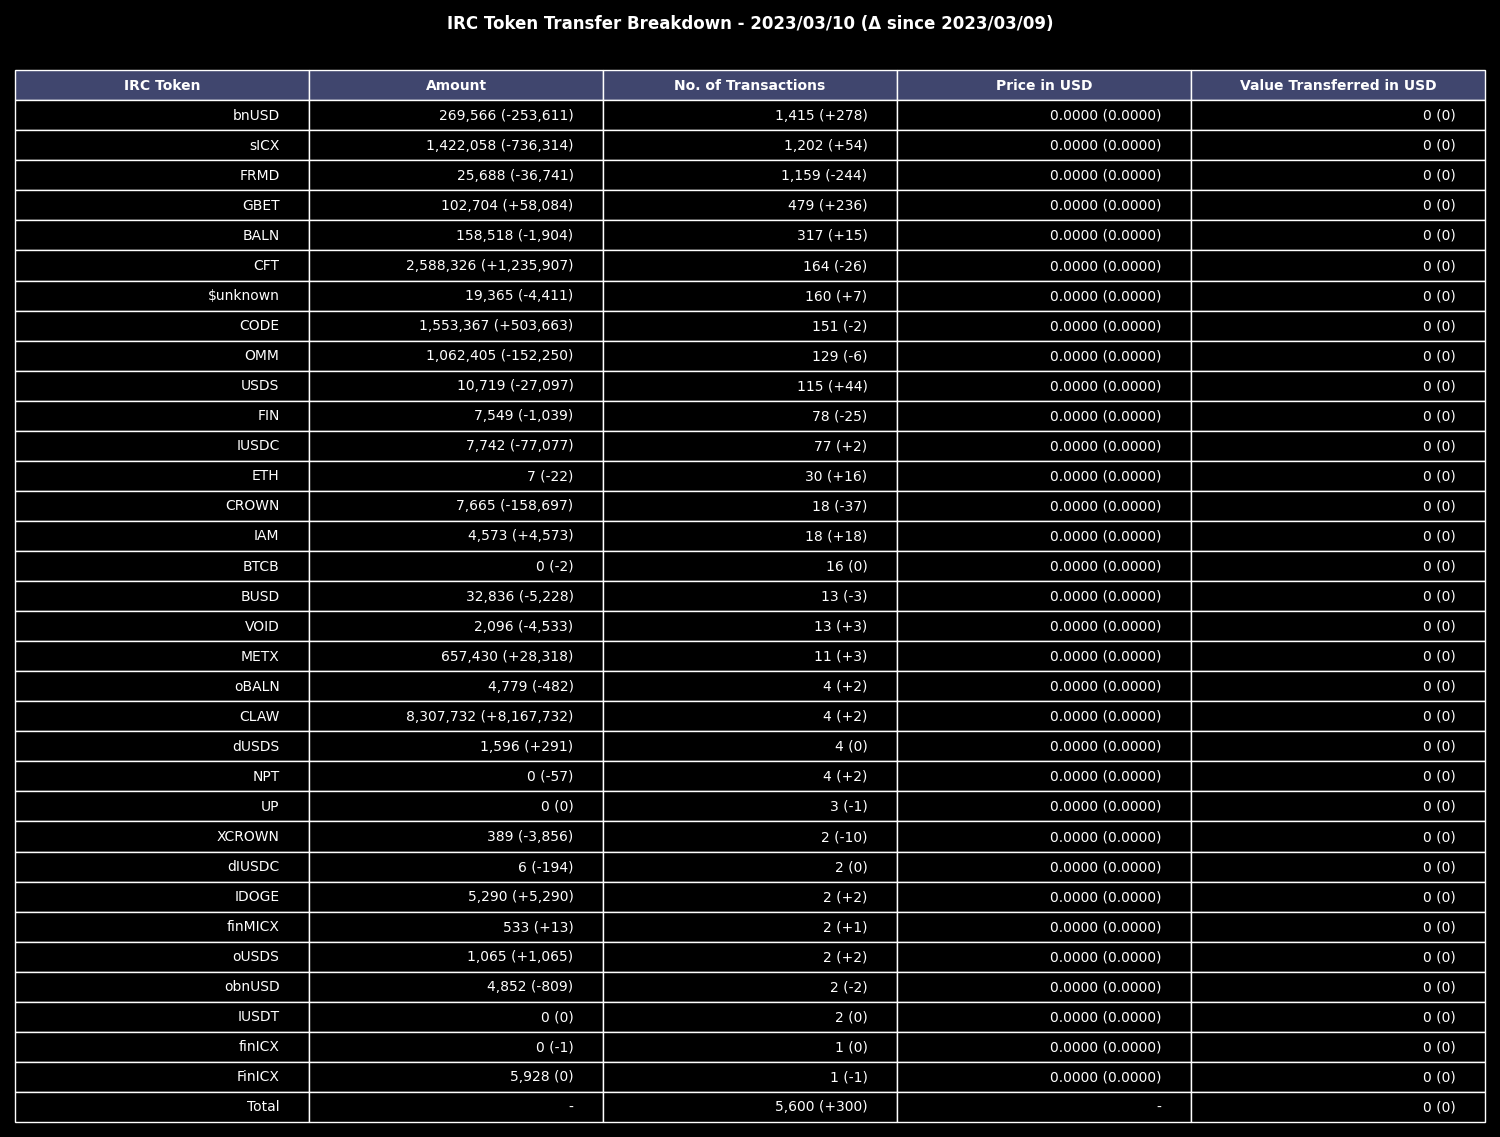 IRC Token Transfer Breakdown - 2023/03/10 (Δ since 2023/03/09)
IRC Token Amount No. of Transactions Price in USD Value Transferred in USD
bnUSD 269,566 (-253,611) 1,415 (+278) 0.0000 (0.0000) 0 (0)
sICX 1,422,058 (-736,314) 1,202 (+54) 0.0000 (0.0000) 0 (0)
FRMD 25,688 (-36,741) 1,159 (-244) 0.0000 (0.0000) 0 (0)
GBET 102,704 (+58,084) 479 (+236) 0.0000 (0.0000) 0 (0)
BALN 158,518 (-1,904) 317 (+15) 0.0000 (0.0000) 0 (0)
CFT 2,588,326 (+1,235,907) 164 (-26) 0.0000 (0.0000) 0 (0)
$unknown 19,365 (-4,411) 160 (+7) 0.0000 (0.0000) 0 (0)
CODE 1,553,367 (+503,663) 151 (-2) 0.0000 (0.0000) 0 (0)
OMM 1,062,405 (-152,250) 129 (-6) 0.0000 (0.0000) 0 (0)
USDS 10,719 (-27,097) 115 (+44) 0.0000 (0.0000) 0 (0)
FIN 7,549 (-1,039) 78 (-25) 0.0000 (0.0000) 0 (0)
IUSDC 7,742 (-77,077) 77 (+2) 0.0000 (0.0000) 0 (0)
ETH 7 (-22) 30 (+16) 0.0000 (0.0000) 0 (0)
CROWN 7,665 (-158,697) 18 (-37) 0.0000 (0.0000) 0 (0)
IAM 4,573 (+4,573) 18 (+18) 0.0000 (0.0000) 0 (0)
BTCB 0 (-2) 16 (0) 0.0000 (0.0000) 0 (0)
BUSD 32,836 (-5,228) 13 (-3) 0.0000 (0.0000) 0 (0)
VOID 2,096 (-4,533) 13 (+3) 0.0000 (0.0000) 0 (0)
METX 657,430 (+28,318) 11 (+3) 0.0000 (0.0000) 0 (0)
oBALN 4,779 (-482) 4 (+2) 0.0000 (0.0000) 0 (0)
CLAW 8,307,732 (+8,167,732) 4 (+2) 0.0000 (0.0000) 0 (0)
dUSDS 1,596 (+291) 4 (0) 0.0000 (0.0000) 0 (0)
NPT 0 (-57) 4 (+2) 0.0000 (0.0000) 0 (0)
UP 0 (0) 3 (-1) 0.0000 (0.0000) 0 (0)
XCROWN 389 (-3,856) 2 (-10) 0.0000 (0.0000) 0 (0)
dIUSDC 6 (-194) 2 (0) 0.0000 (0.0000) 0 (0)
IDOGE 5,290 (+5,290) 2 (+2) 0.0000 (0.0000) 0 (0)
finMICX 533 (+13) 2 (+1) 0.0000 (0.0000) 0 (0)
oUSDS 1,065 (+1,065) 2 (+2) 0.0000 (0.0000) 0 (0)
obnUSD 4,852 (-809) 2 (-2) 0.0000 (0.0000) 0 (0)
IUSDT 0 (0) 2 (0) 0.0000 (0.0000) 0 (0)
finICX 0 (-1) 1 (0) 0.0000 (0.0000) 0 (0)
FinICX 5,928 (0) 1 (-1) 0.0000 (0.0000) 0 (0)
Total - 5,600 (+300) - 0 (0)